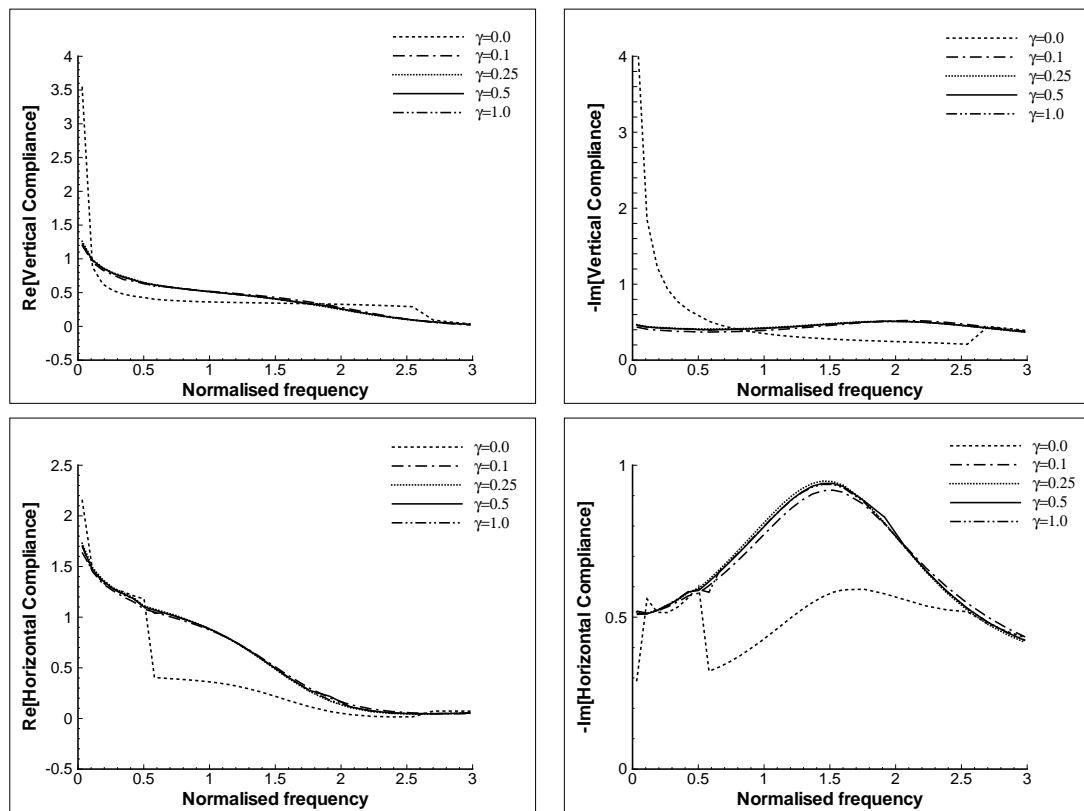 γ=0.0
γ=0.1
γ=0.25
γ=0.5
γ=1.0
Re[Vertical Compliance]
4
3.5
3
2.5
2
1.5
1
0.5
0
-0.5
0 0.5 1 1.5 2 2.5 3
Normalised frequency
γ=0.0
γ=0.1
γ=0.25
γ=0.5
γ=1.0
-Im[Vertical Compliance]
4
3
2
1
0
0 0.5 1 1.5 2 2.5 3
Normalised frequency
γ=0.0
γ=0.1
γ=0.25
γ=0.5
γ=1.0
Re[Horizontal Compliance]
2.5
2
1.5
1
0.5
0
-0.5
0 0.5 1 1.5 2 2.5 3
Normalised frequency
γ=0.0
γ=0.1
γ=0.25
γ=0.5
γ=1.0
-Im[Horizontal Compliance]
1
0.5
0
0 0.5 1 1.5 2 2.5 3
Normalised frequency